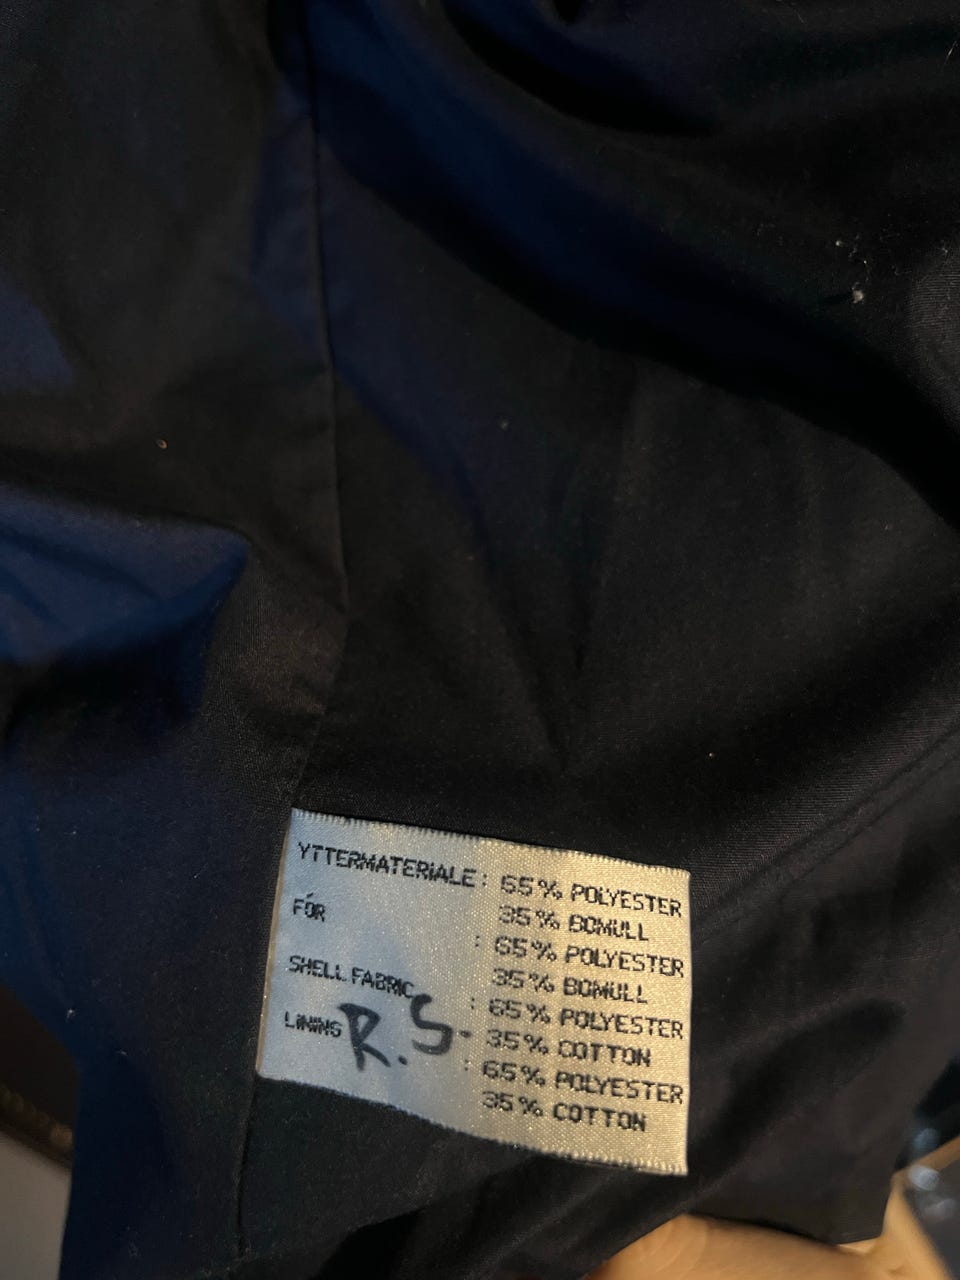 YTTERMATERIALE: 65% POLYESTER
35% BOMULL
FÓR : 65% POLYESTER
35% BOMULL
SHELL FABRIC : 65% POLYESTER
35% COTTON
LINING : 65% POLYESTER
35% COTTON
R.S.